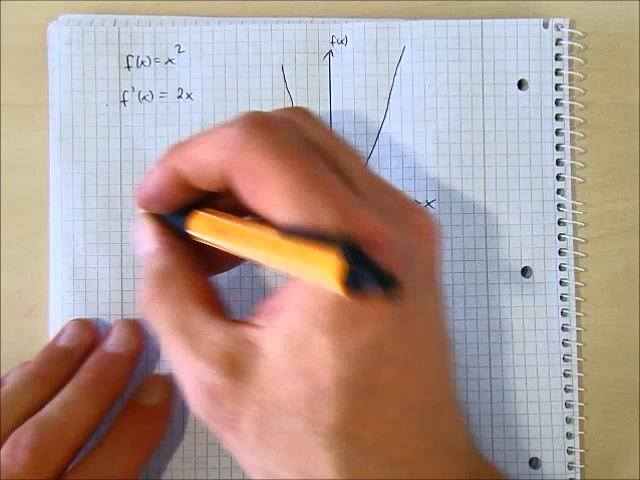 f(x) = x²
f'(x) = 2x
f(x)
x